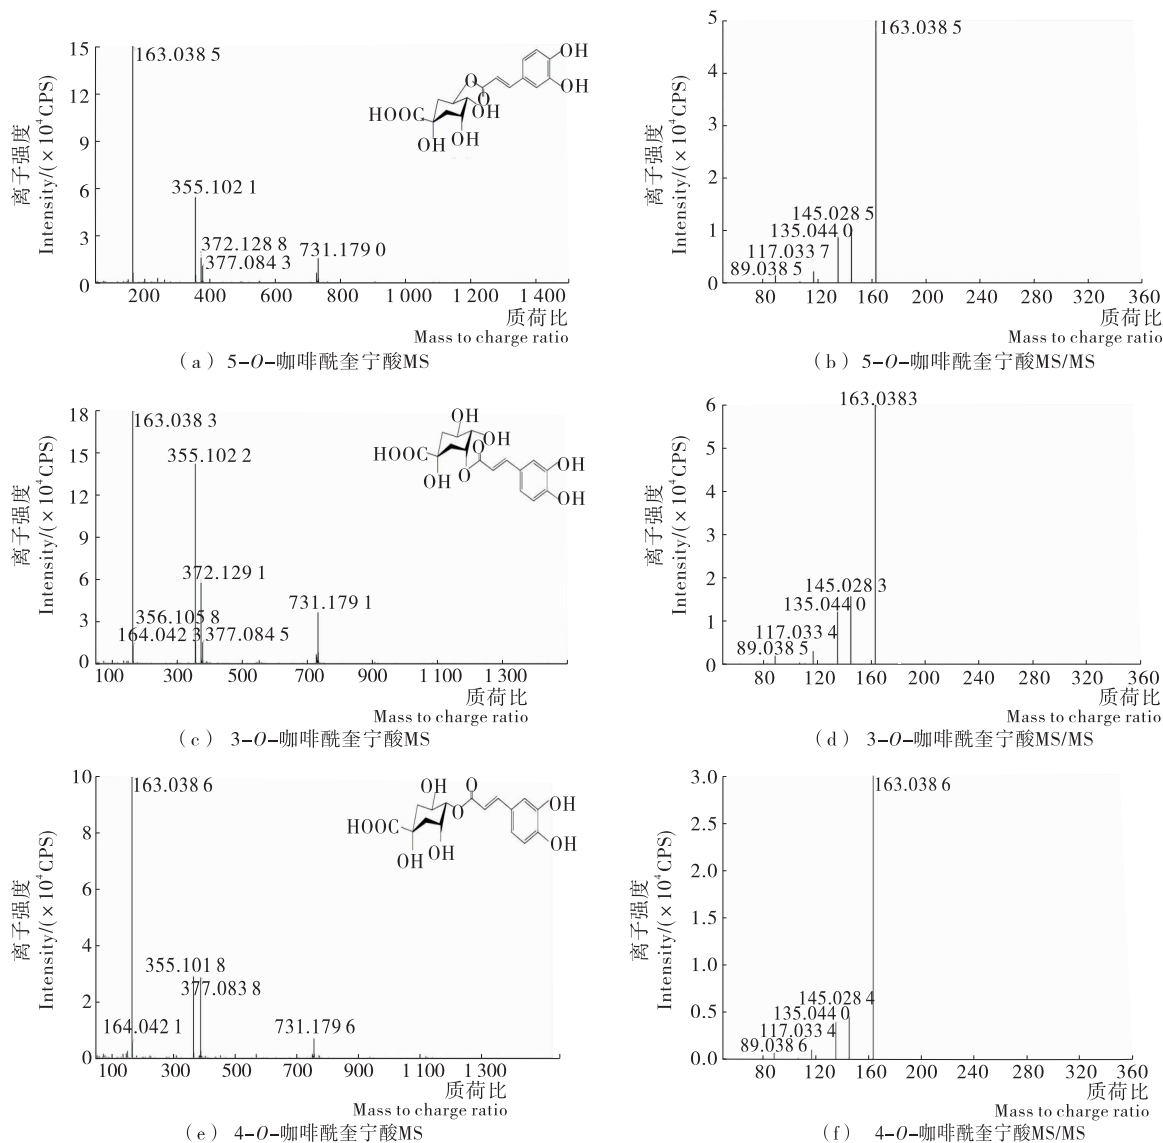 离子强度
Intensity/(×10⁴CPS)
15
12
9
6
3
0
163.038 5
355.102 1
372.128 8
377.084 3
731.179 0
HOOC
OH
OH
OH
O
O
OH
OH
200 400 600 800 1 000 1 200 1 400
质荷比
Mass to charge ratio
(a) 5-O-咖啡酰奎宁酸MS
离子强度
Intensity/(×10⁴CPS)
5
4
3
2
1
0
163.038 5
145.028 5
135.044 0
117.033 7
89.038 5
80 120 160 200 240 280 320 360
质荷比
Mass to charge ratio
(b) 5-O-咖啡酰奎宁酸MS/MS
离子强度
Intensity/(×10⁴CPS)
18
15
12
9
6
3
0
163.038 3
355.102 2
372.129 1
356.105 8
164.042 3
377.084 5
731.179 1
OH
OH
HOOC
OH
O
O
OH
OH
100 300 500 700 900 1 100 1 300
质荷比
Mass to charge ratio
(c) 3-O-咖啡酰奎宁酸MS
离子强度
Intensity/(×10⁴CPS)
6
5
4
3
2
1
0
163.0383
145.028 3
135.044 0
117.033 4
89.038 5
80 120 160 200 240 280 320 360
质荷比
Mass to charge ratio
(d) 3-O-咖啡酰奎宁酸MS/MS
离子强度
Intensity/(×10⁴CPS)
10
8
6
4
2
0
163.038 6
355.101 8
377.083 8
164.042 1
731.179 6
OH
O
O
HOOC
OH
OH
OH
OH
100 300 500 700 900 1 100 1 300
质荷比
Mass to charge ratio
(e) 4-O-咖啡酰奎宁酸MS
离子强度
Intensity/(×10⁴CPS)
3.0
2.5
2.0
1.5
1.0
0.5
0.0
163.038 6
145.028 4
135.044 0
117.033 4
89.038 6
80 120 160 200 240 280 320 360
质荷比
Mass to charge ratio
(f) 4-O-咖啡酰奎宁酸MS/MS